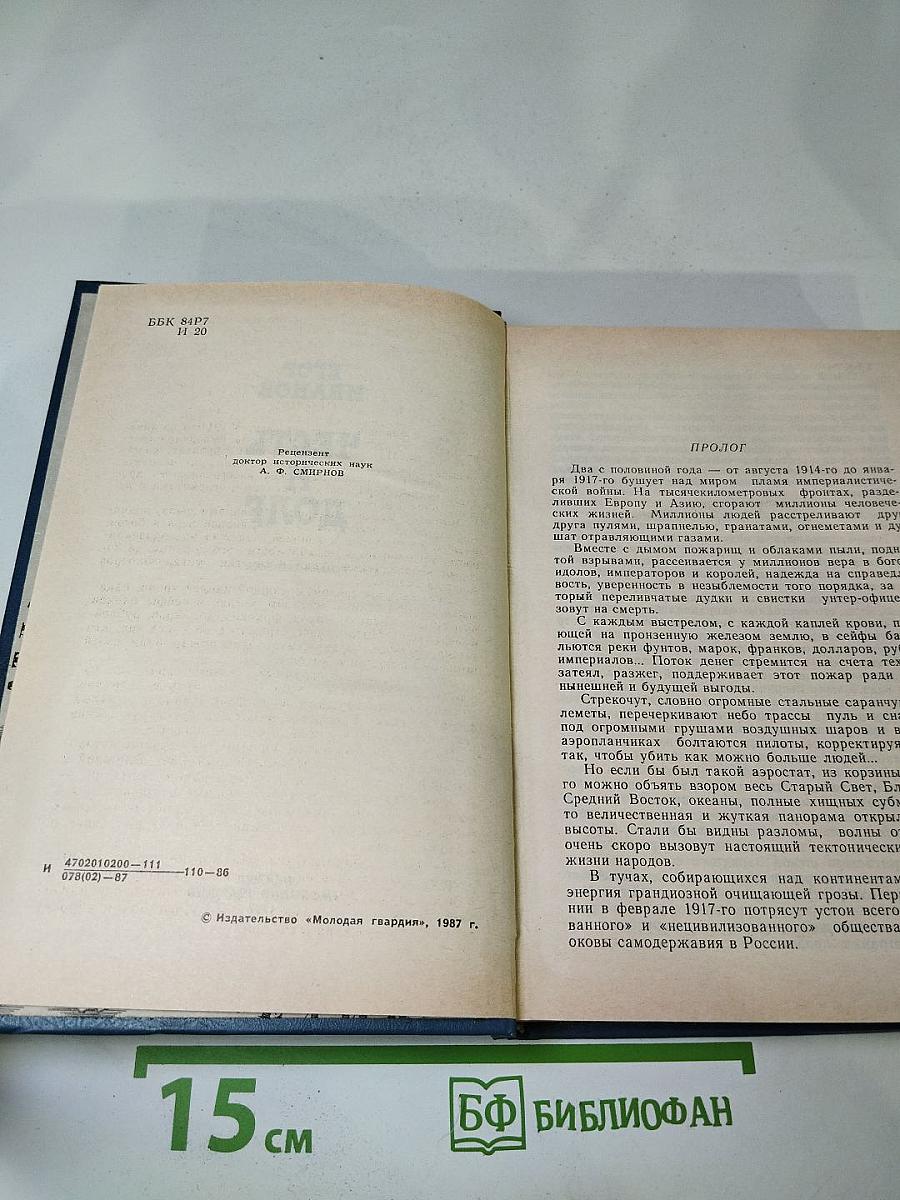 ББК 84Р7
И 20
Рецензент
доктор исторических наук
А. Ф. СМИРНОВ
И 4702010200—111 —110—86
078(02)—87
© Издательство «Молодая гвардия», 1987 г.
ПРОЛОГ
Два с половиной года — от августа 1914-го до янва-
ря 1917-го бушует над миром пламя империалистиче-
ской войны. На тысячекилометровых фронтах, разде-
ливших Европу и Азию, сгорают миллионы человече-
ских жизней. Миллионы людей расстреливают дру
друга пулями, шрапнелью, гранатами, огнеметами и ду
шат отравляющими газами.
Вместе с дымом пожарищ и облаками пыли, подн
той взрывами, рассеивается у миллионов вера в бого
идолов, императоров и королей, надежда на справедл
вость, уверенность в незыблемости того порядка, за
торый переливчатые дудки и свистки унтер-офице
зовут на смерть.
С каждым выстрелом, с каждой каплей крови, п
ющей на пронзенную железом землю, в сейфы ба
льются реки фунтов, марок, франков, долларов, руб
империалов... Поток денег стремится на счета тех
затеял, разжег, поддерживает этот пожар ради
нынешней и будущей выгоды.
Стрекочут, словно огромные стальные саранчу
леметы, перечеркивают небо трассы пуль и сна
под огромными грушами воздушных шаров и в
аэропланчиках болтаются пилоты, корректируя
так, чтобы убить как можно больше людей...
Но если бы был такой аэростат, из корзины
го можно объять взором весь Старый Свет, Бл
Средний Восток, океаны, полные хищных субм
то величественная и жуткая панорама открыл
высоты. Стали бы видны разломы, волны от
очень скоро вызовут настоящий тектонически
жизни народов.
В тучах, собирающихся над континентам
энергия грандиозной очищающей грозы. Пер
нии в феврале 1917-го потрясут устои всего
ванного» и «нецивилизованного» общества
оковы самодержавия в России.
15 см
БФ БИБЛИОФАН